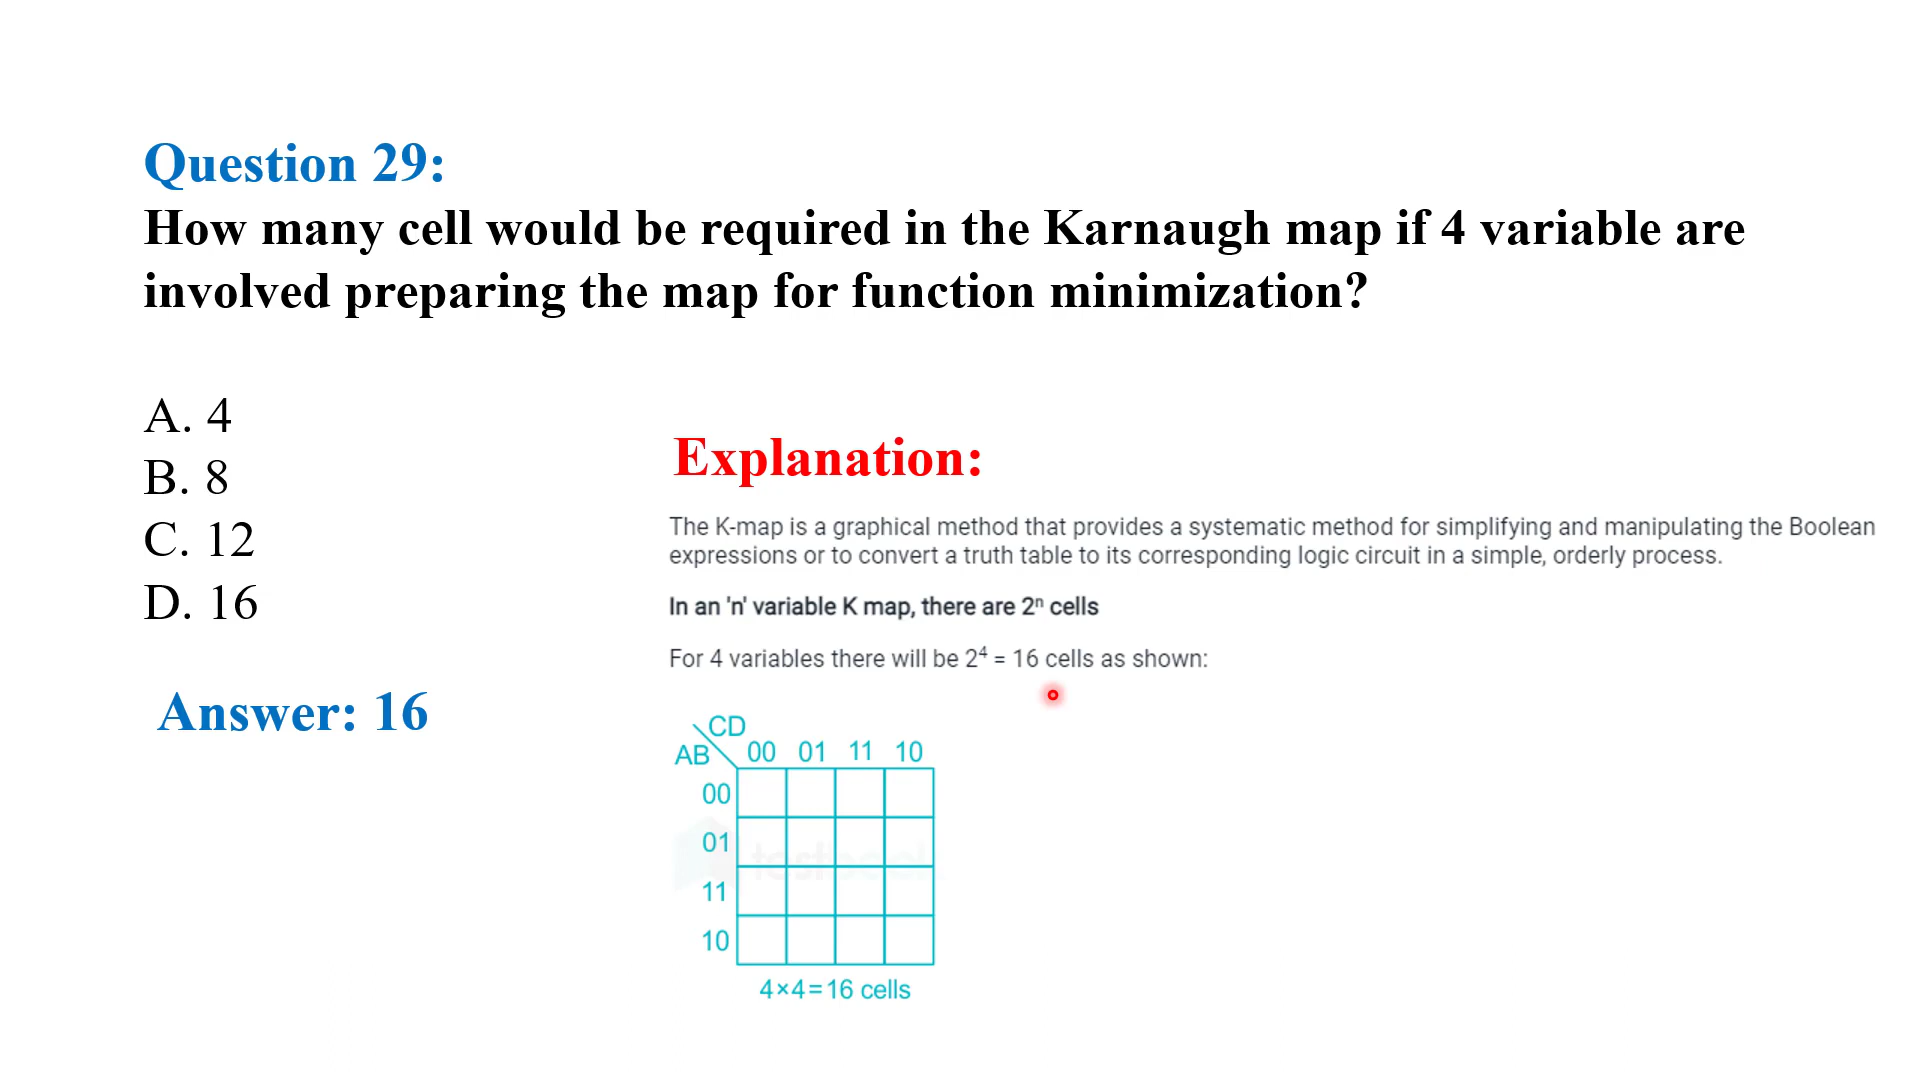 Question 29:
How many cell would be required in the Karnaugh map if 4 variable are
involved preparing the map for function minimization?
A. 4
B. 8
C. 12
D. 16
Answer: 16
Explanation:
The K-map is a graphical method that provides a systematic method for simplifying and manipulating the Boolean
expressions or to convert a truth table to its corresponding logic circuit in a simple, orderly process.
In an 'n' variable K map, there are 2ⁿ cells
For 4 variables there will be 2⁴ = 16 cells as shown:
CD
AB 00 01 11 10
00
01
11
10
4×4=16 cells